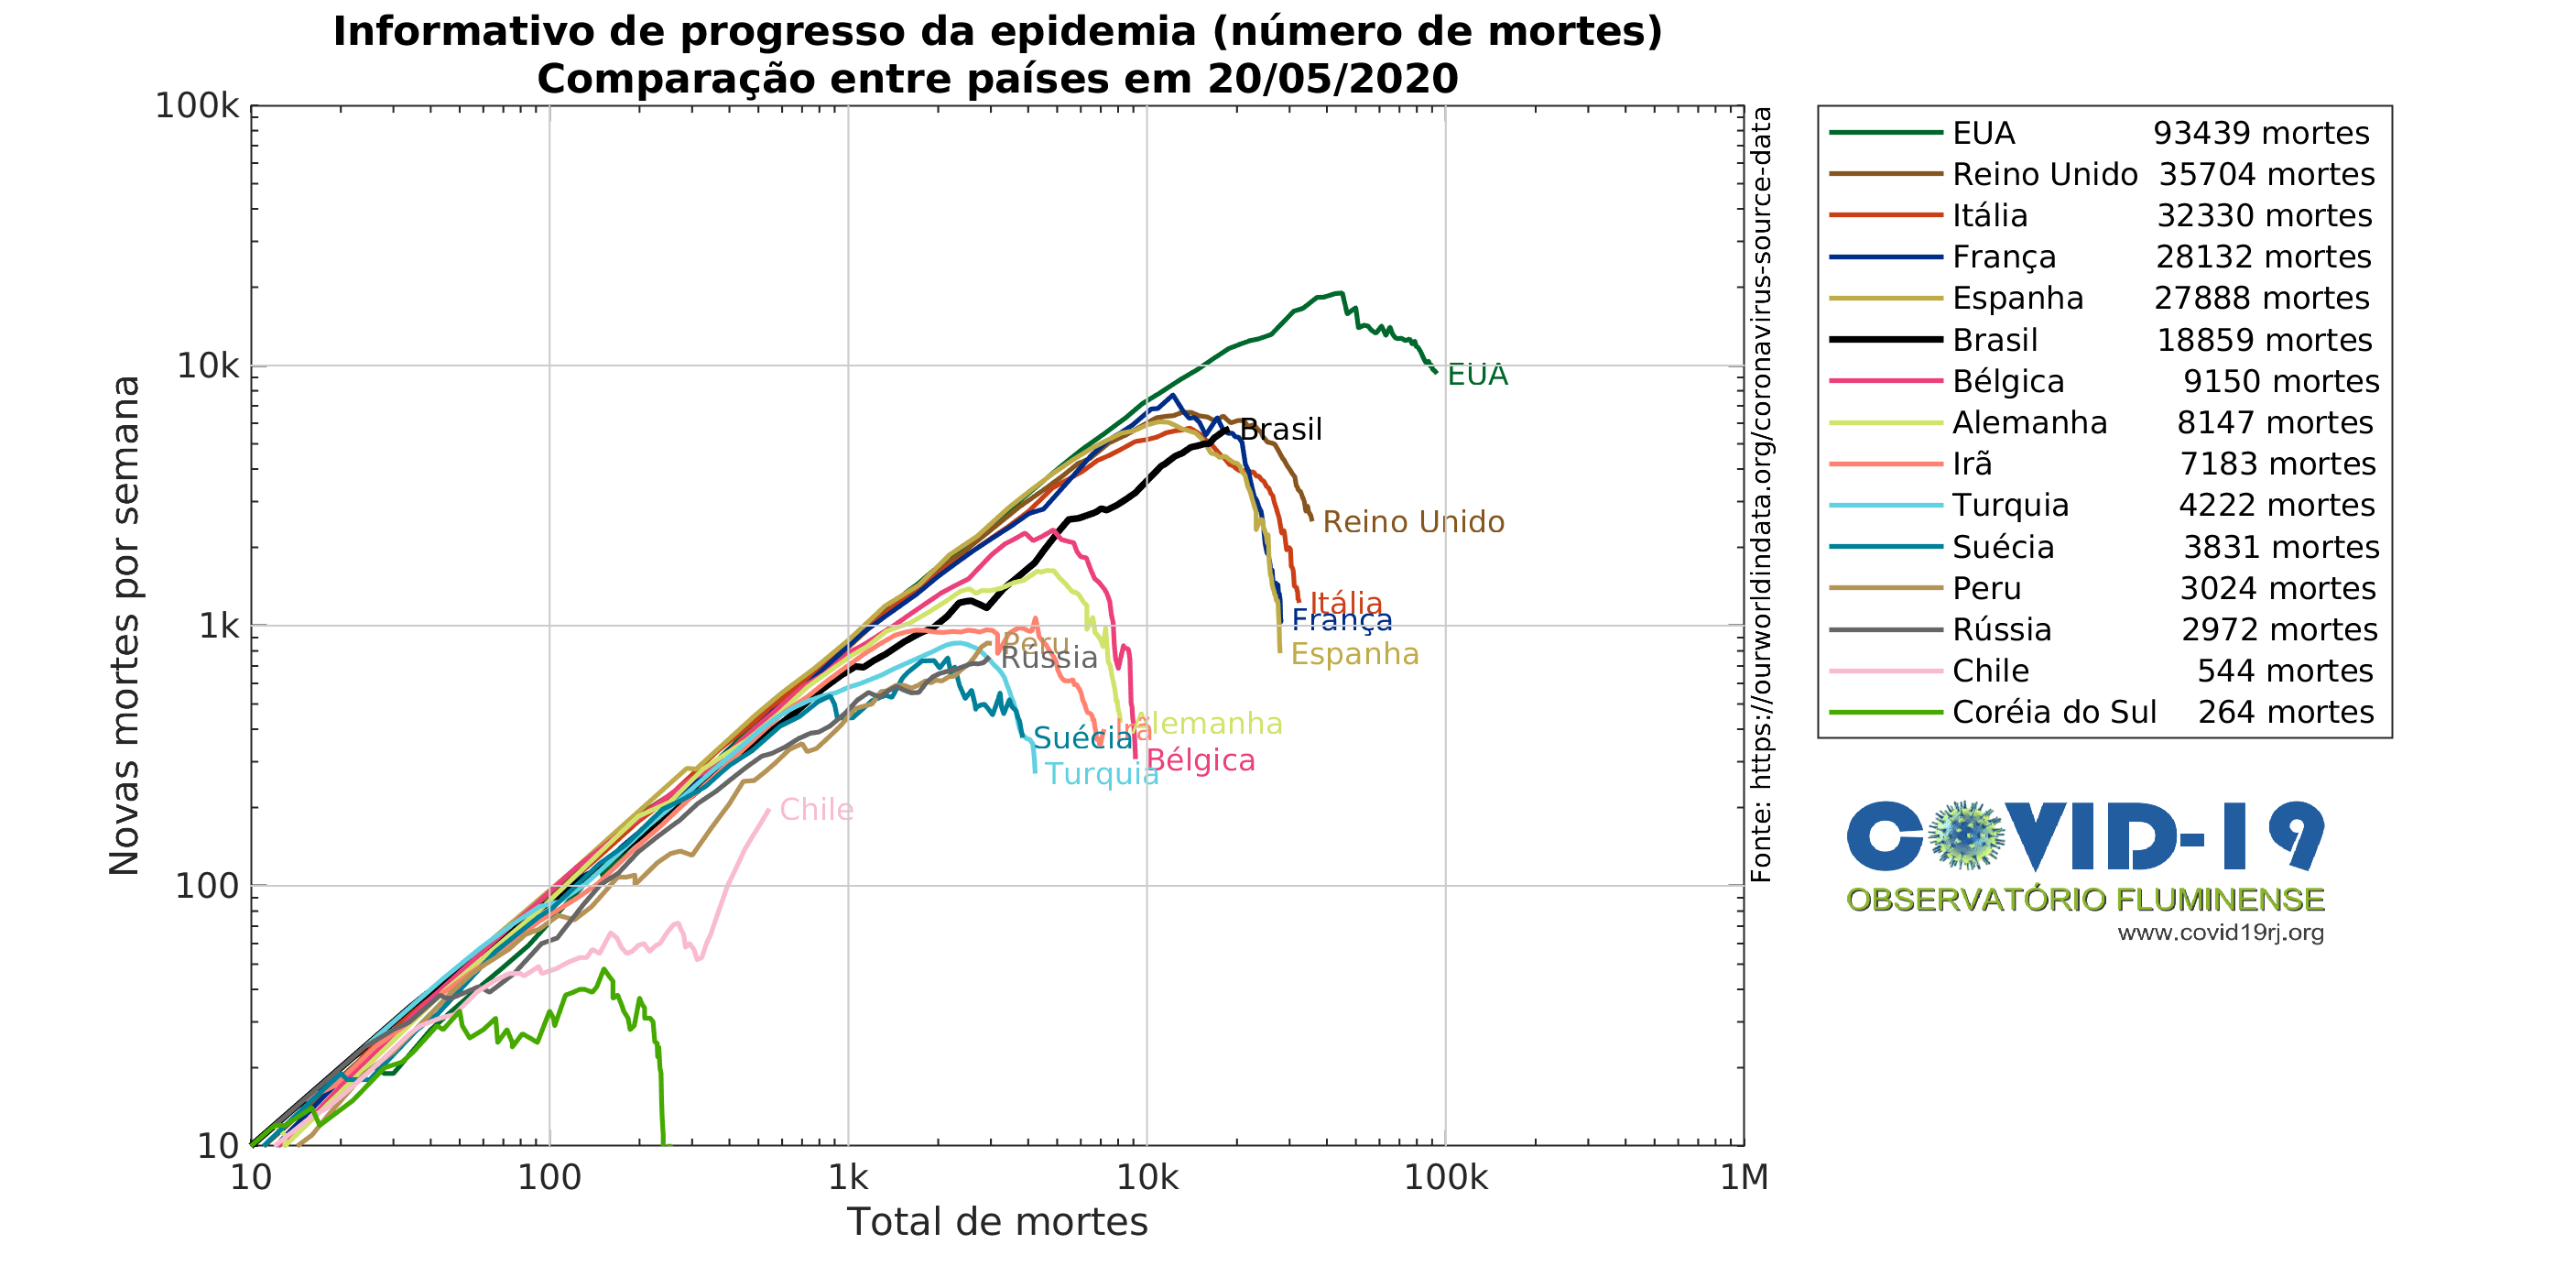 Informativo de progresso da epidemia (número de mortes)
Comparação entre países em 20/05/2020
100k
10k
1k
100
10
10
100
1k
10k
100k
1M
Novas mortes por semana
Total de mortes
Fonte: https://ourworldindata.org/coronavirus-source-data
EUA
Brasil
Reino Unido
Itália
França
Espanha
Peru
Rússia
Alemanha
Irã
Suécia
Bélgica
Turquia
Chile
EUA 93439 mortes
Reino Unido 35704 mortes
Itália 32330 mortes
França 28132 mortes
Espanha 27888 mortes
Brasil 18859 mortes
Bélgica 9150 mortes
Alemanha 8147 mortes
Irã 7183 mortes
Turquia 4222 mortes
Suécia 3831 mortes
Peru 3024 mortes
Rússia 2972 mortes
Chile 544 mortes
Coréia do Sul 264 mortes
COVID-19
OBSERVATÓRIO FLUMINENSE
www.covid19rj.org